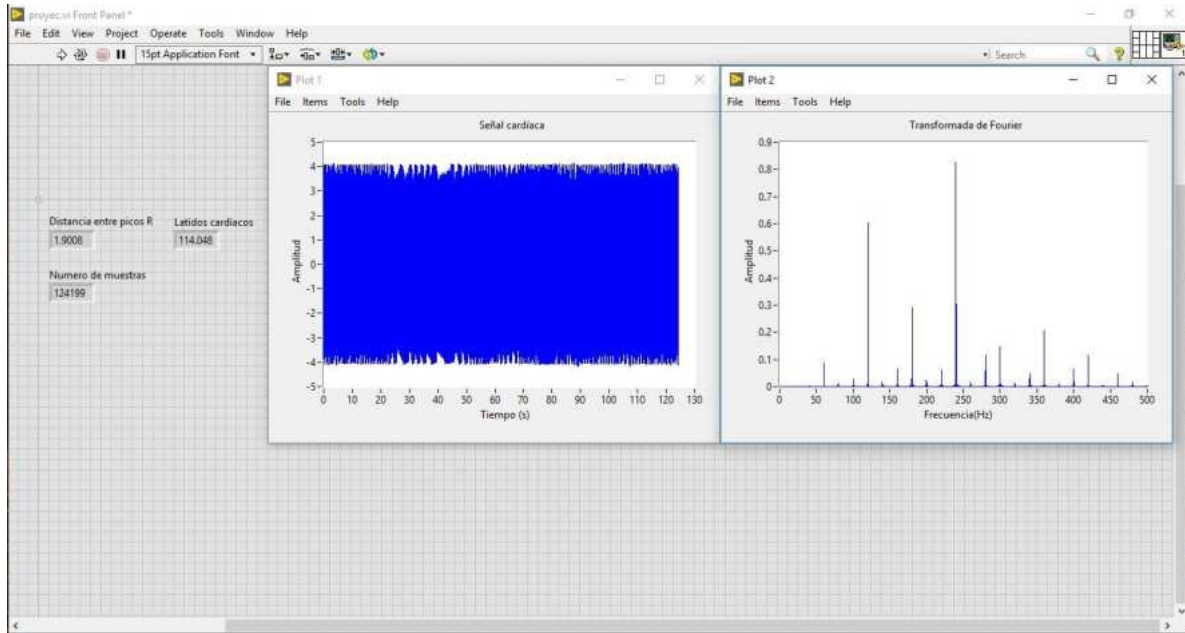 proyec.vi Front Panel *
File Edit View Project Operate Tools Window Help
15pt Application Font
Search
Distancia entre picos R
1.9008
Latidos cardiacos
114.048
Numero de muestras
124199
Plot 1
File Items Tools Help
Señal cardíaca
Amplitud
5
4
3
2
1
0
-1
-2
-3
-4
-5
0 10 20 30 40 50 60 70 80 90 100 110 120 130
Tiempo (s)
Plot 2
File Items Tools Help
Transformada de Fourier
Amplitud
0.9
0.8
0.7
0.6
0.5
0.4
0.3
0.2
0.1
0
0 50 100 150 200 250 300 350 400 450 500
Frecuencia(Hz)